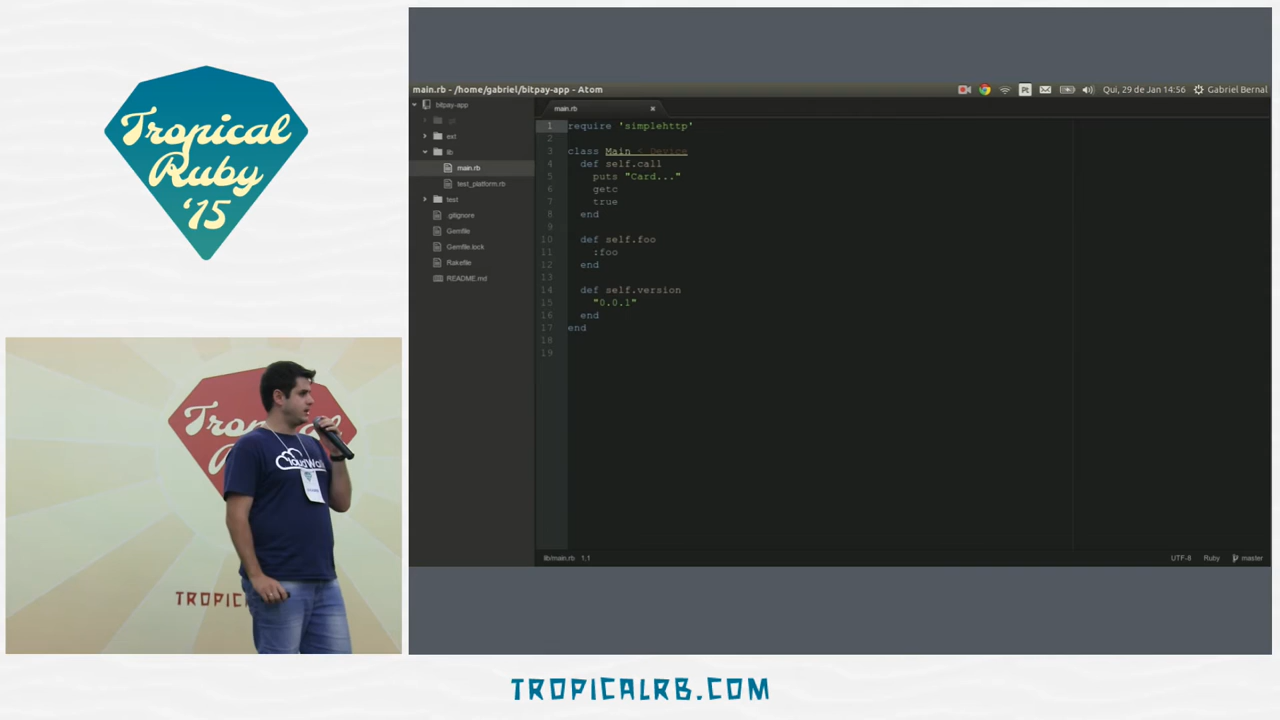 Tropical
Ruby
'15
main.rb - /home/gabriel/bitpay-app - Atom
Pt
Qui, 29 de Jan 14:56
Gabriel Bernal
bitpay-app
.git
ext
lib
main.rb
test_platform.rb
test
.gitignore
Gemfile
Gemfile.lock
Rakefile
README.md
main.rb
1 require 'simplehttp'
2
3 class Main < Device
4 def self.call
5 puts "Card..."
6 getc
7 true
8 end
9
10 def self.foo
11 :foo
12 end
13
14 def self.version
15 "0.0.1"
16 end
17 end
18
19
lib/main.rb 1,1
UTF-8
Ruby
master
TROPICALRB.COM